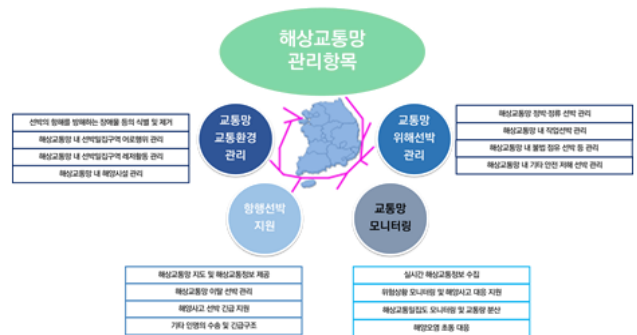 해상교통망
관리항목
교통망
교통환경
관리
선박의 항해를 방해하는 장애물 등의 식별 및 제거
해상교통망 내 선박밀집구역 어로행위 관리
해상교통망 내 선박밀집구역 레저활동 관리
해상교통망 내 해양시설 관리
교통망
위해선박
관리
해상교통망 정박·정류 선박 관리
해상교통망 내 작업선박 관리
해상교통망 내 불법 점유 선박 등 관리
해상교통망 내 기타 안전 저해 선박 관리
항행선박
지원
해상교통망 지도 및 해상교통정보 제공
해상교통망 이탈 선박 관리
해양사고 선박 긴급 지원
기타 인명의 수송 및 긴급구조
교통망
모니터링
실시간 해상교통정보 수집
위험상황 모니터링 및 해양사고 대응 지원
해상교통밀집도 모니터링 및 교통량 분산
해양오염 초동 대응